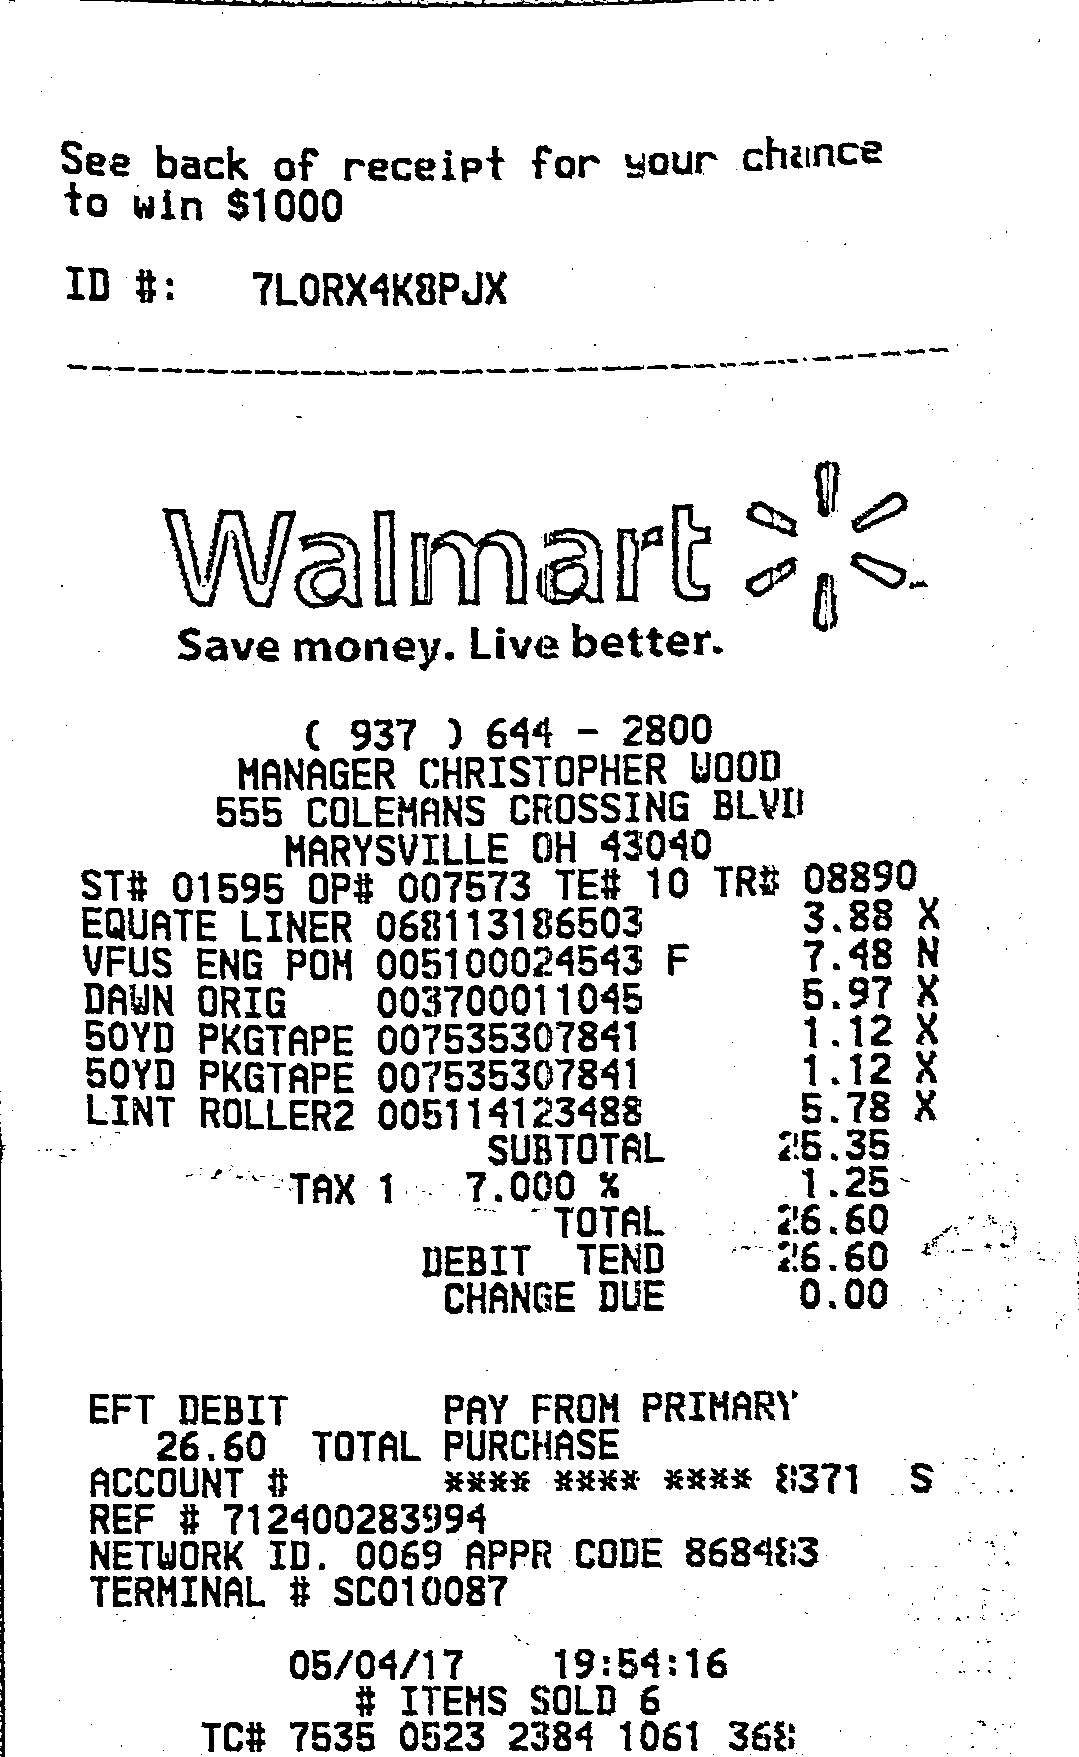 See back of receipt for your chance
to win $1000
ID #: 7LORX4K8PJX
Walmart
Save money. Live better.
( 937 ) 644 - 2800
MANAGER CHRISTOPHER WOOD
555 COLEMANS CROSSING BLVD
MARYSVILLE OH 43040
ST# 01595 OP# 007573 TE# 10 TR# 08890
EQUATE LINER 068113186503 3.88 X
VFUS ENG POM 005100024543 F 7.48 N
DAWN ORIG 003700011045 5.97 X
50YD PKGTAPE 007535307841 1.12 X
50YD PKGTAPE 007535307841 1.12 X
LINT ROLLER2 005114123488 5.78 X
SUBTOTAL 25.35
TAX 1 7.000 % 1.25
TOTAL 26.60
DEBIT TEND 26.60
CHANGE DUE 0.00
EFT DEBIT PAY FROM PRIMARY
26.60 TOTAL PURCHASE
ACCOUNT # **** **** **** 8371 S
REF # 712400283994
NETWORK ID. 0069 APPR CODE 868483
TERMINAL # SC010087
05/04/17 19:54:16
# ITEMS SOLD 6
TC# 7535 0523 2384 1061 368